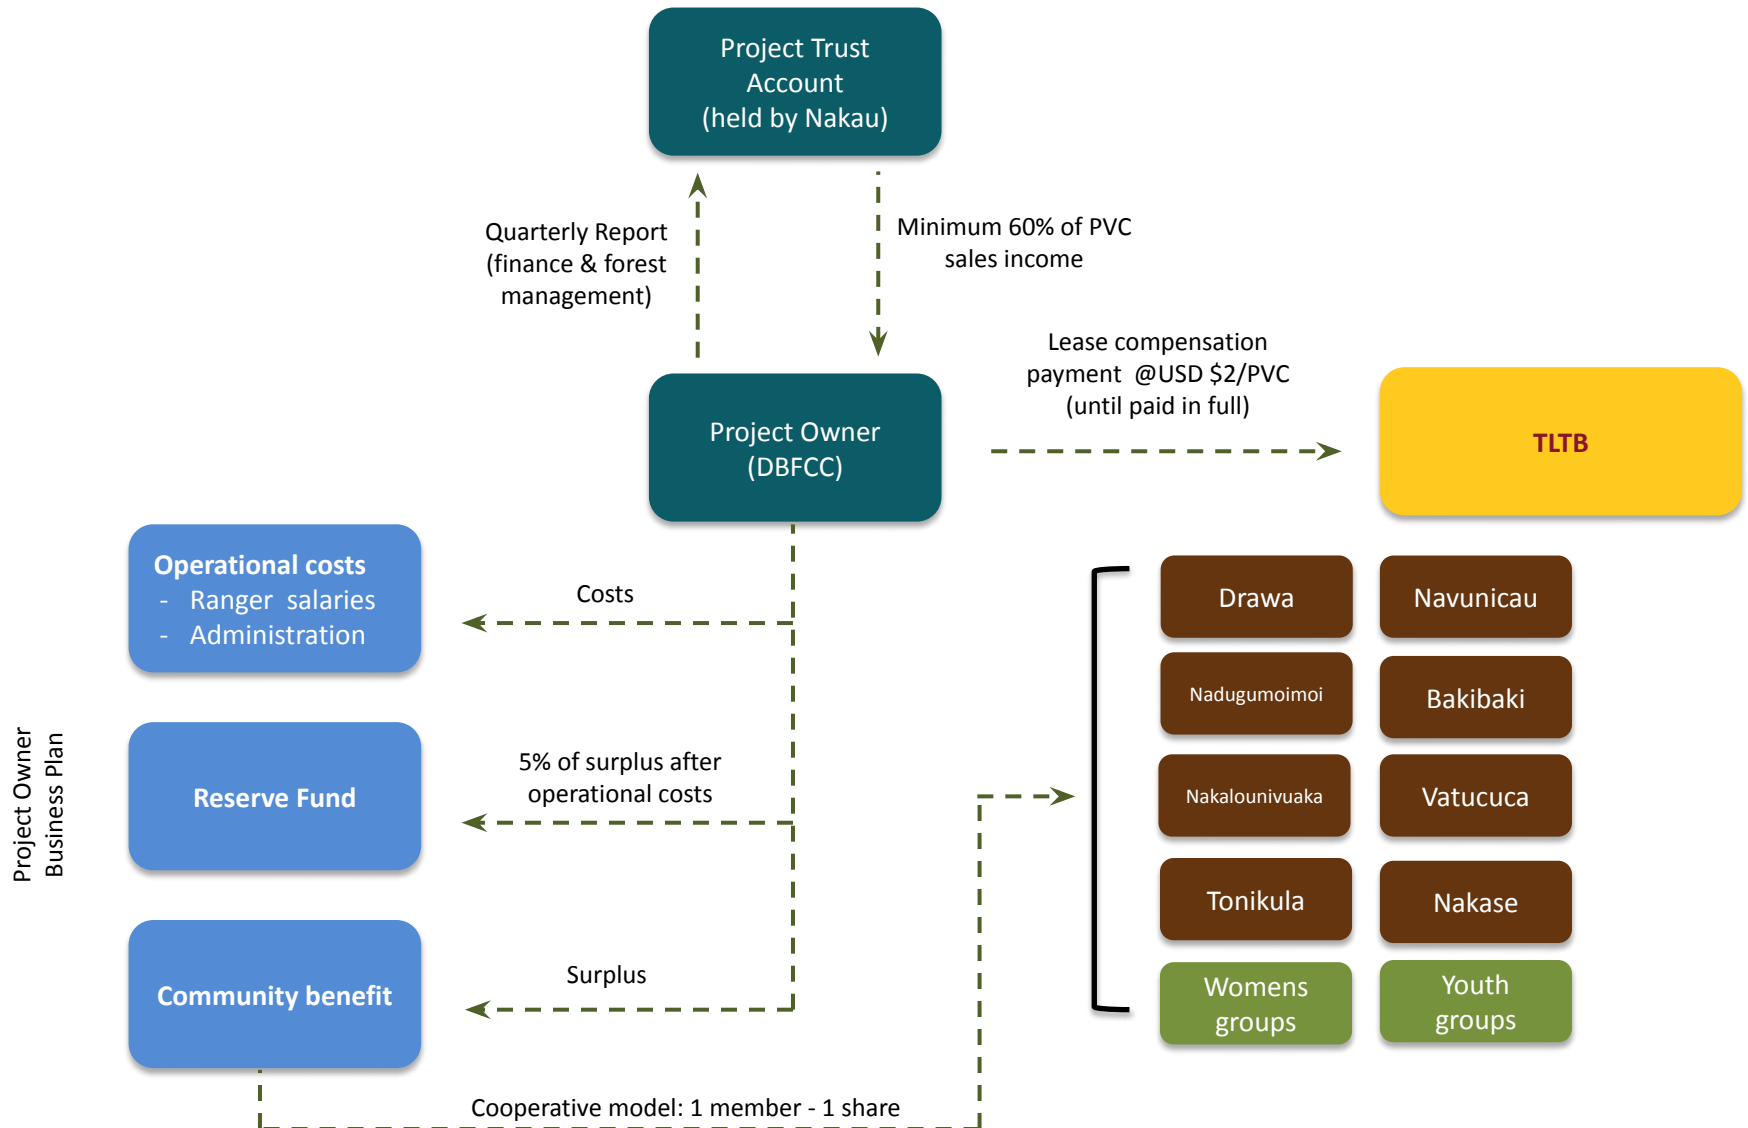 Project Trust
Account
(held by Nakau)
Quarterly Report
(finance & forest
management)
Minimum 60% of PVC
sales income
Lease compensation
payment @USD $2/PVC
(until paid in full)
Project Owner
(DBFCC)
TLTB
Operational costs
- Ranger salaries
- Administration
Costs
Reserve Fund
5% of surplus after
operational costs
Community benefit
Surplus
Project Owner
Business Plan
Cooperative model: 1 member - 1 share
Drawa
Navunicau
Nadugumoimoi
Bakibaki
Nakalounivuaka
Vatucuca
Tonikula
Nakase
Womens
groups
Youth
groups